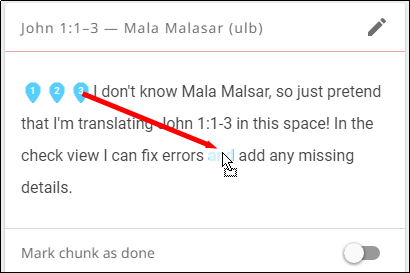 John 1:1–3 — Mala Malasar (ulb)
1 2 3 I don't know Mala Malsar, so just pretend
that I'm translating John 1:1-3 in this space! In the
check view I can fix errors and add any missing
details.
Mark chunk as done